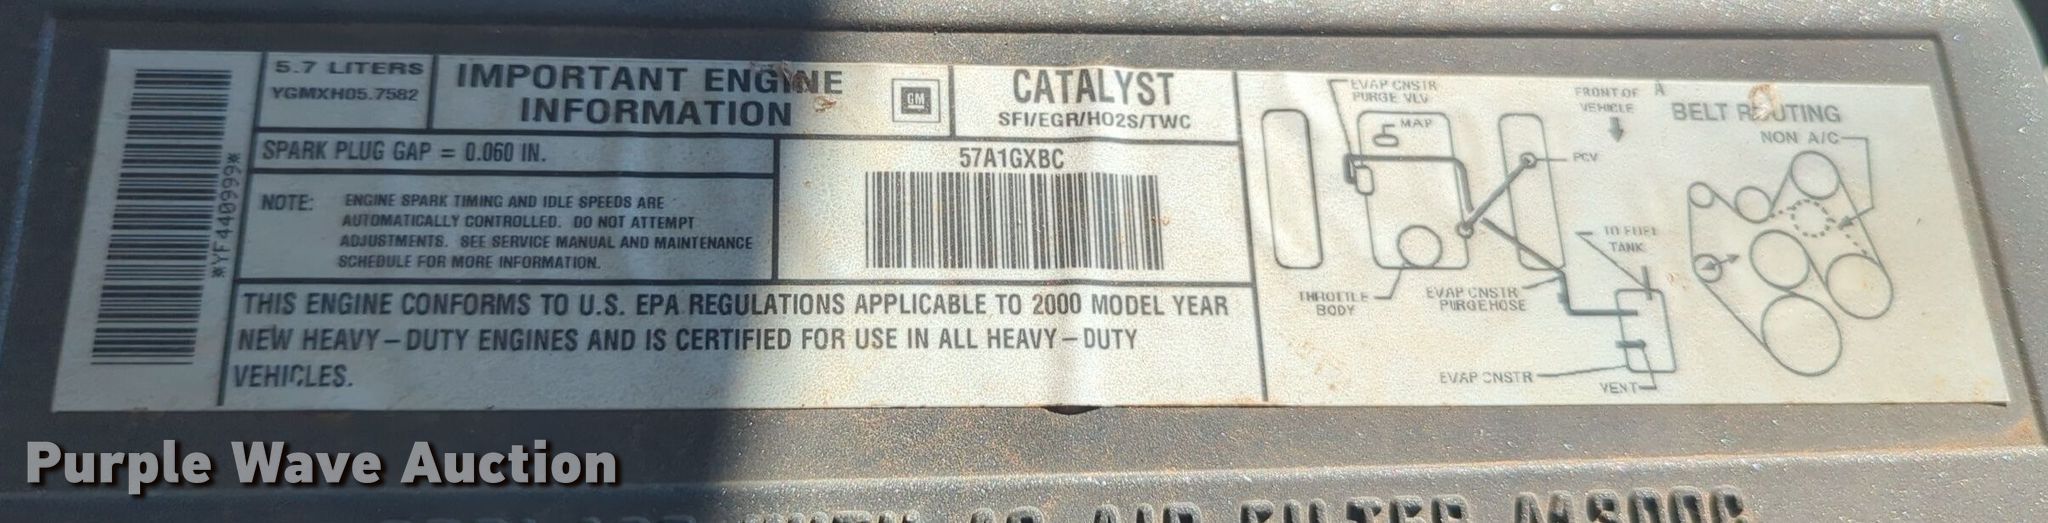 *YF440999*
5.7 LITERS
YGMXH05.7582
IMPORTANT ENGINE
INFORMATION
GM
CATALYST
SFI/EGR/HO2S/TWC
SPARK PLUG GAP = 0.060 IN.
57A1GXBC
NOTE: ENGINE SPARK TIMING AND IDLE SPEEDS ARE
AUTOMATICALLY CONTROLLED. DO NOT ATTEMPT
ADJUSTMENTS. SEE SERVICE MANUAL AND MAINTENANCE
SCHEDULE FOR MORE INFORMATION.
THIS ENGINE CONFORMS TO U.S. EPA REGULATIONS APPLICABLE TO 2000 MODEL YEAR
NEW HEAVY-DUTY ENGINES AND IS CERTIFIED FOR USE IN ALL HEAVY-DUTY
VEHICLES.
EVAP CNSTR
PURGE VLV
MAP
FRONT OF
VEHICLE
A
PCV
TO FUEL
TANK
THROTTLE
BODY
EVAP CNSTR
PURGE HOSE
EVAP CNSTR
VENT
BELT ROUTING
NON A/C
Purple Wave Auction
AIR FILTER